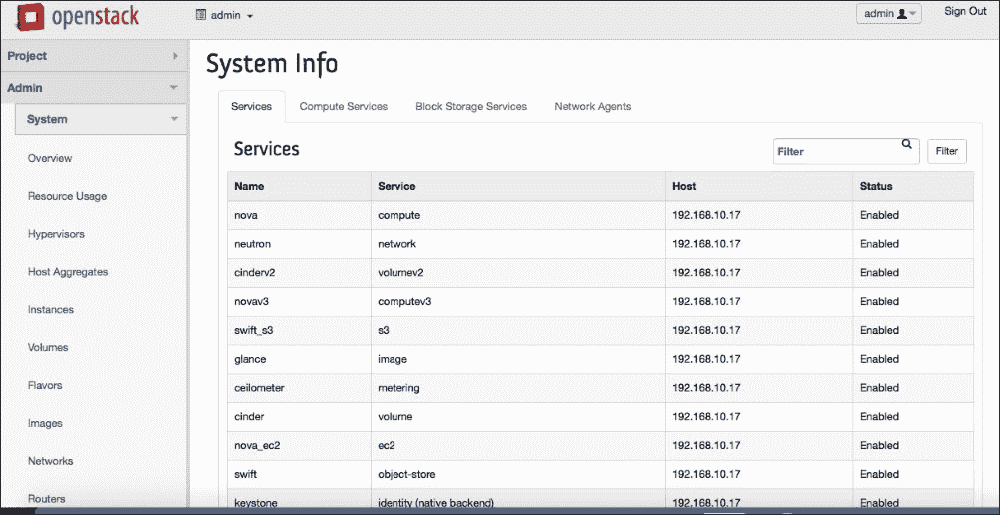 openstack
admin
admin
Sign Out
Project
Admin
System
Overview
Resource Usage
Hypervisors
Host Aggregates
Instances
Volumes
Flavors
Images
Networks
Routers
System Info
Services Compute Services Block Storage Services Network Agents
Services
Filter Filter
Name Service Host Status
nova compute 192.168.10.17 Enabled
neutron network 192.168.10.17 Enabled
cinderv2 volumev2 192.168.10.17 Enabled
novav3 computev3 192.168.10.17 Enabled
swift_s3 s3 192.168.10.17 Enabled
glance image 192.168.10.17 Enabled
ceilometer metering 192.168.10.17 Enabled
cinder volume 192.168.10.17 Enabled
nova_ec2 ec2 192.168.10.17 Enabled
swift object-store 192.168.10.17 Enabled
keystone identity (native backend) 192.168.10.17 Enabled